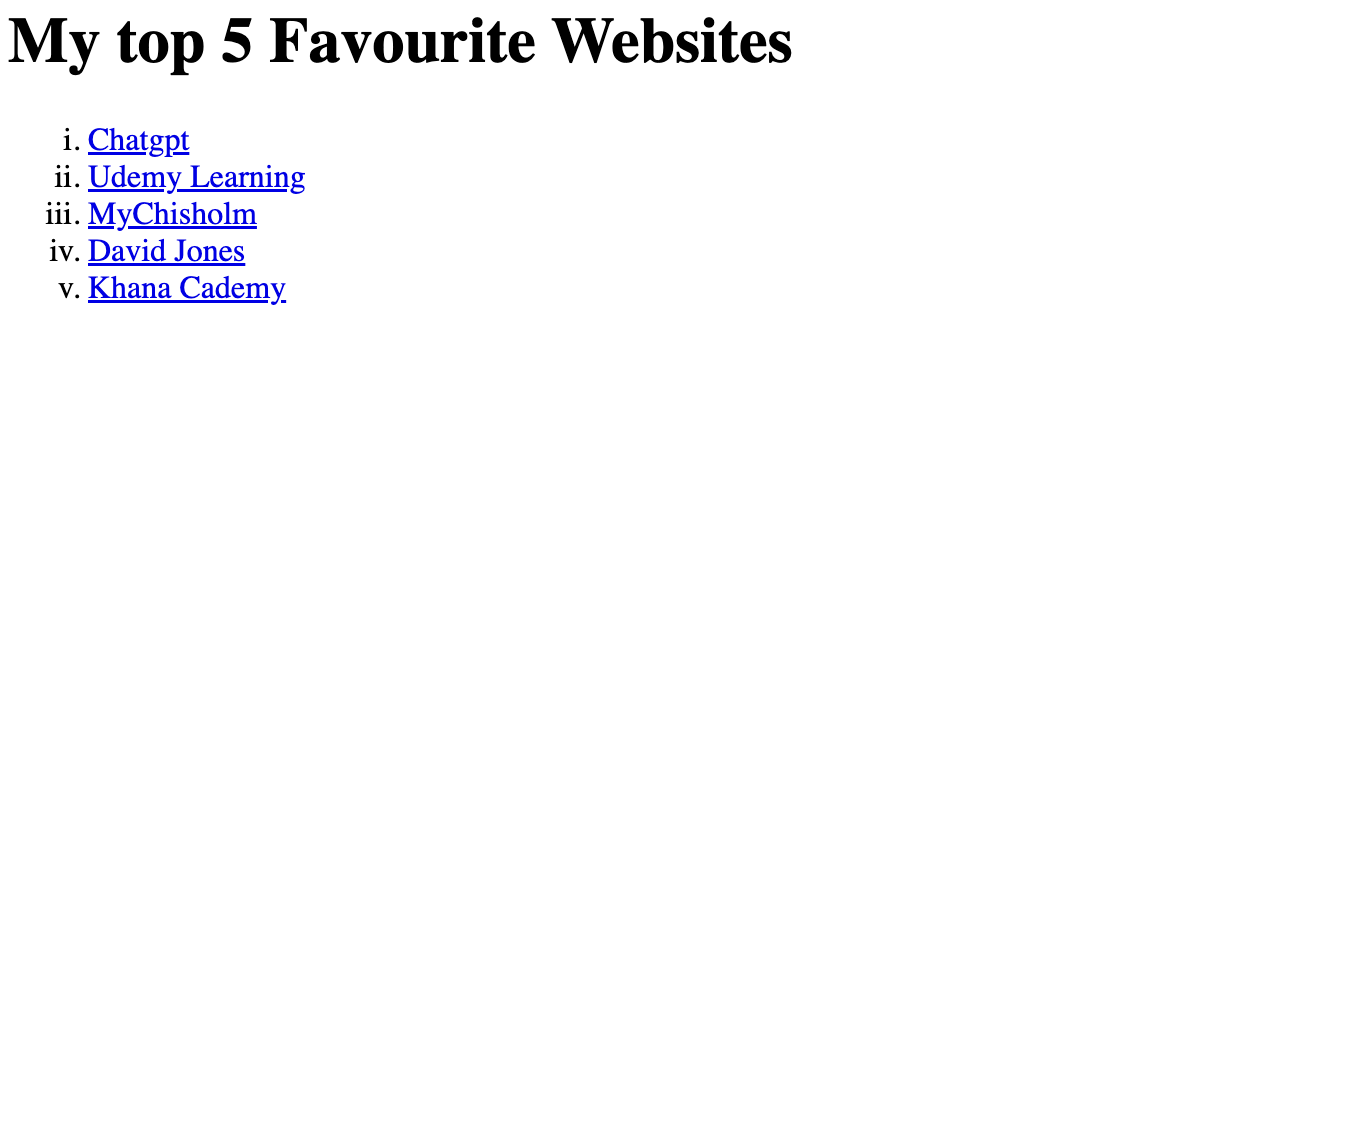 My top 5 Favourite Websites
i. Chatgpt
ii. Udemy Learning
iii. MyChisholm
iv. David Jones
v. Khana Cademy